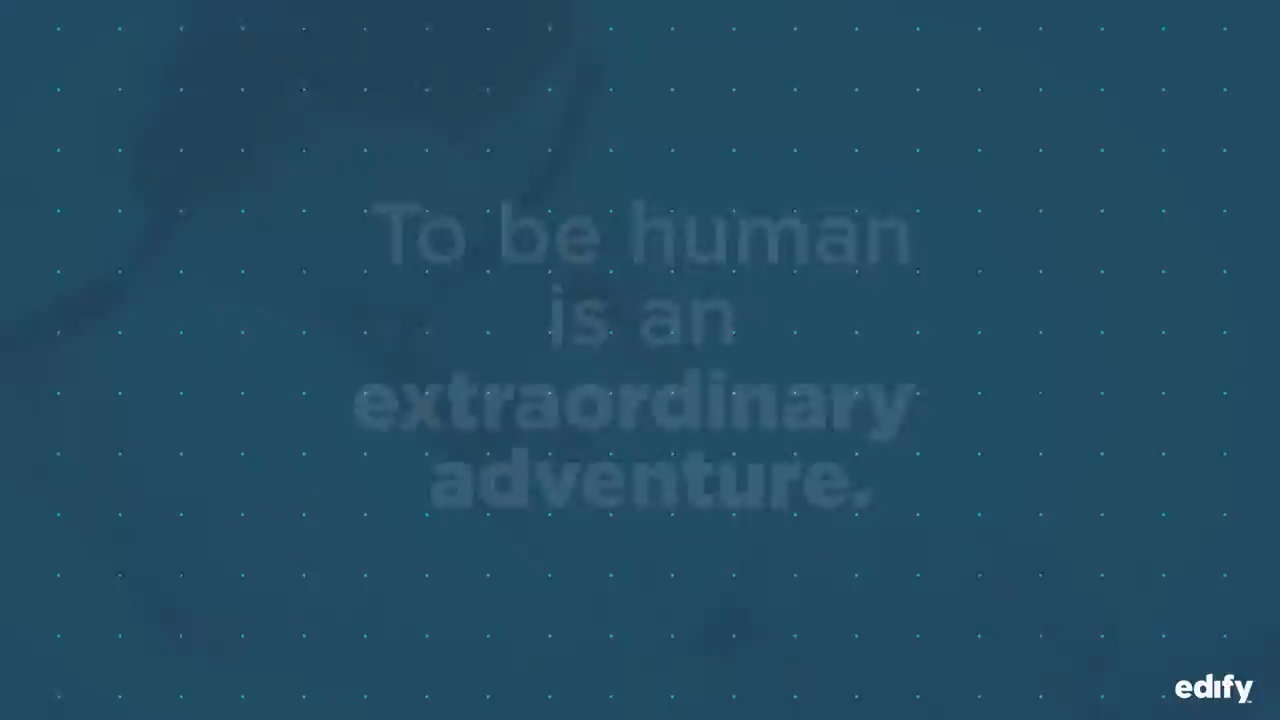 To be human
is an
extraordinary
adventure.
edify